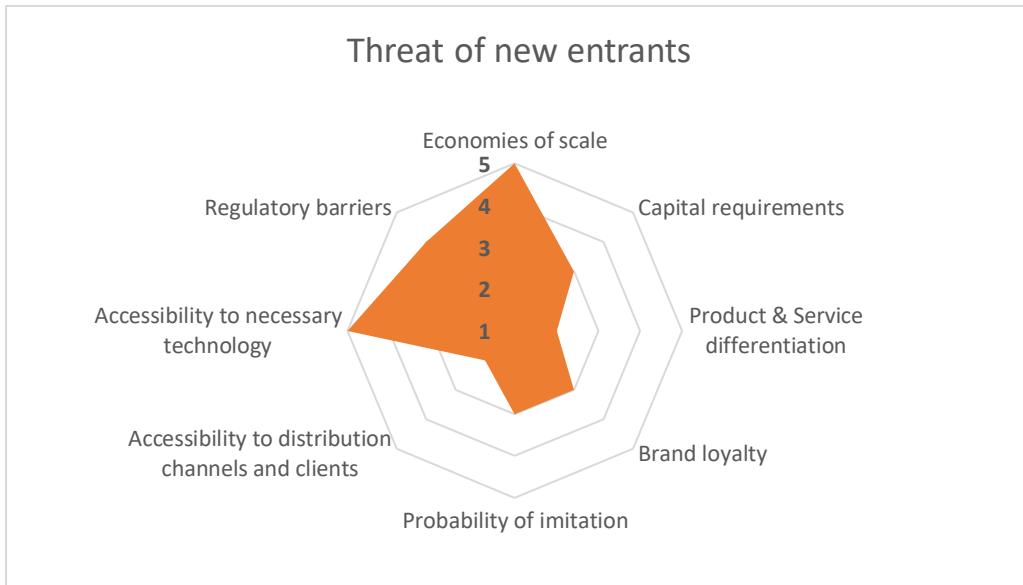 Threat of new entrants
Economies of scale
5
4
3
2
1
Capital requirements
Product & Service
differentiation
Brand loyalty
Probability of imitation
Accessibility to distribution
channels and clients
Accessibility to necessary
technology
Regulatory barriers